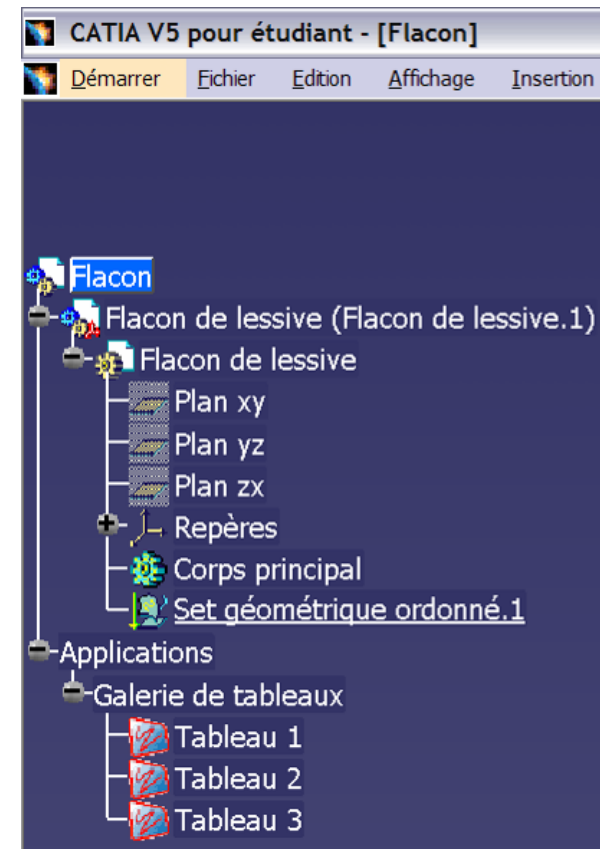 CATIA V5 pour étudiant - [Flacon]
Démarrer Fichier Edition Affichage Insertion
Flacon
Flacon de lessive (Flacon de lessive.1)
Flacon de lessive
Plan xy
Plan yz
Plan zx
Repères
Corps principal
Set géométrique ordonné.1
Applications
Galerie de tableaux
Tableau 1
Tableau 2
Tableau 3